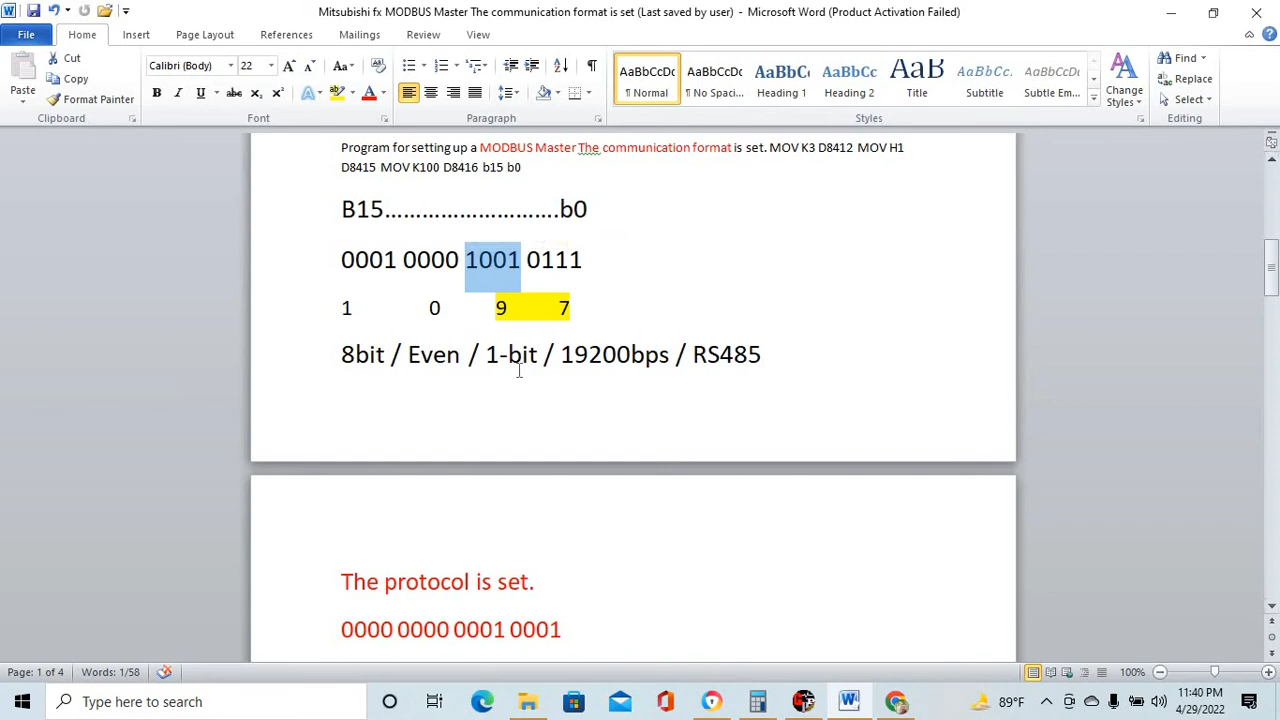 Mitsubishi fx MODBUS Master The communication format is set (Last saved by user) - Microsoft Word (Product Activation Failed)
File Home Insert Page Layout References Mailings Review View
Paste Cut Copy Format Painter
Calibri (Body) 22
AaBbCcDc AaBbCcDc AaBbCc AaBbCc AaB AaBbCcL AaBbCcDc
¶ Normal ¶ No Spaci... Heading 1 Heading 2 Title Subtitle Subtle Em...
Change Styles
Find Replace Select
Clipboard Font Paragraph Styles Editing
Program for setting up a MODBUS Master The communication format is set. MOV K3 D8412 MOV H1
D8415 MOV K100 D8416 b15 b0
B15..............................b0
0001 0000 1001 0111
1 0 9 7
8bit / Even / 1-bit / 19200bps / RS485
The protocol is set.
0000 0000 0001 0001
Page: 1 of 4 Words: 1/58 100%
Type here to search 89°F 11:40 PM
4/29/2022